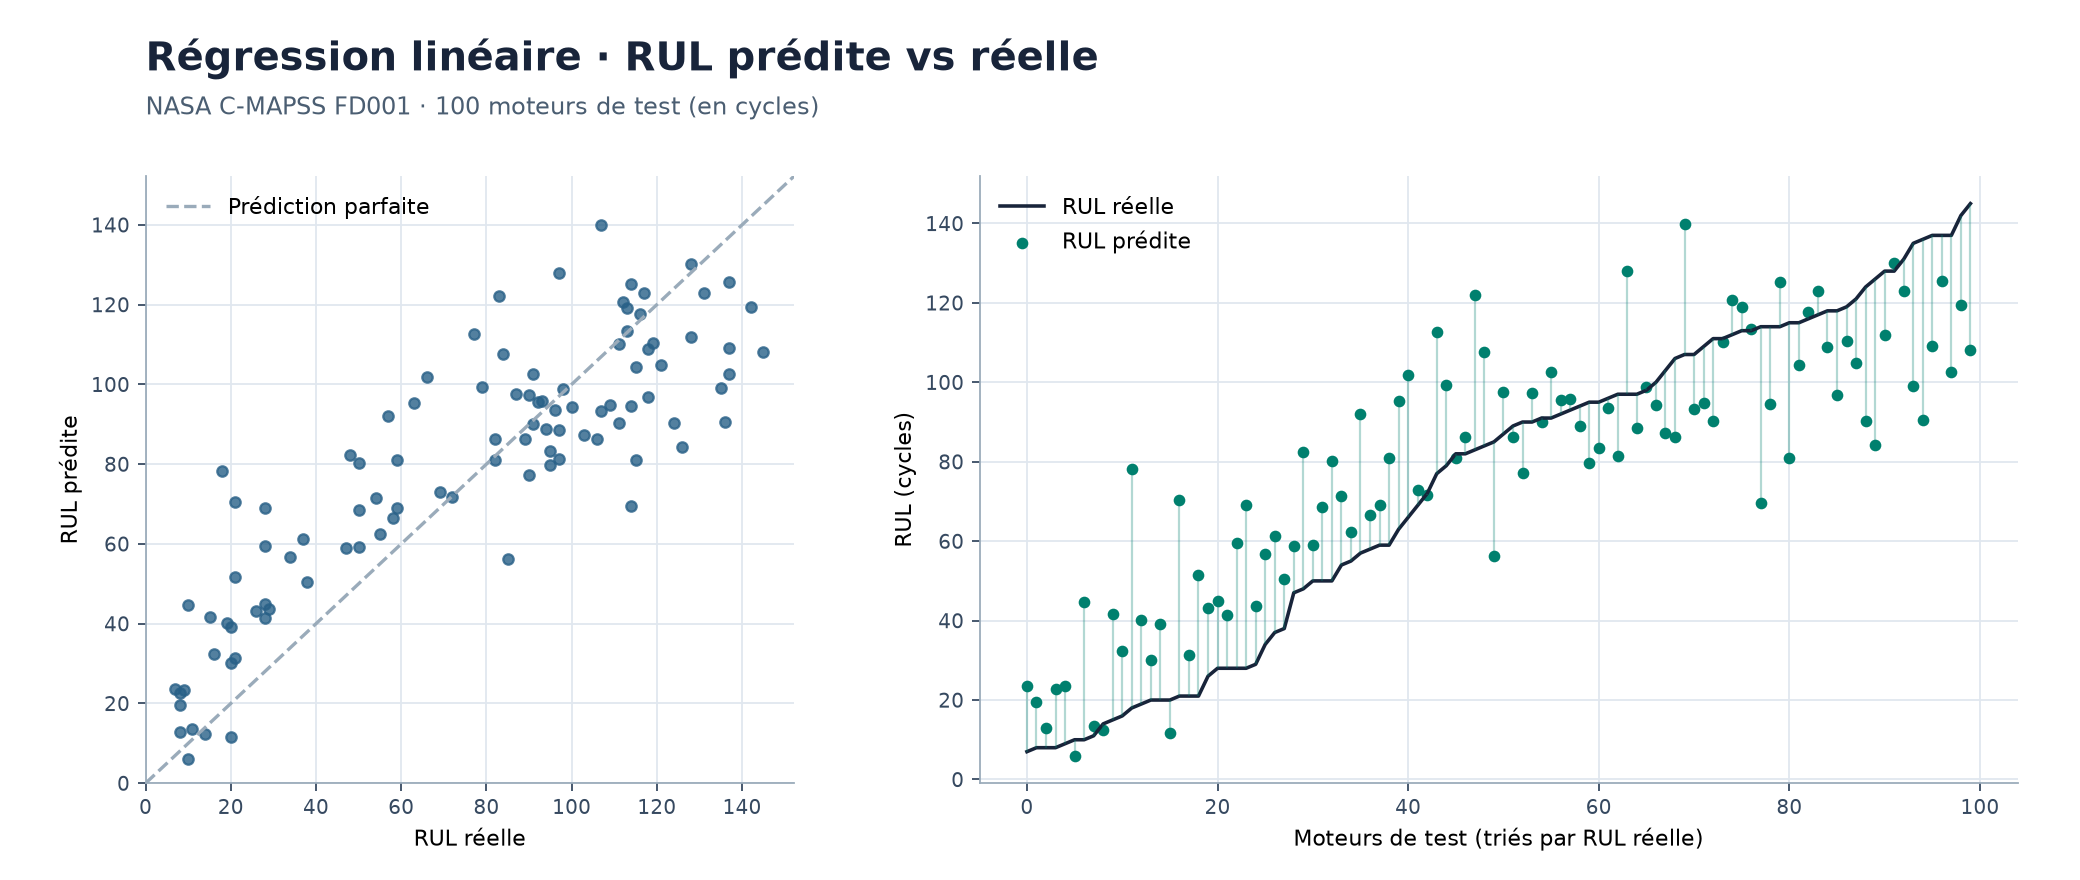 Régression linéaire · RUL prédite vs réelle
NASA C-MAPSS FD001 · 100 moteurs de test (en cycles)
Prédiction parfaite
140
120
100
80
60
40
20
0
RUL prédite
0 20 40 60 80 100 120 140
RUL réelle
RUL réelle
RUL prédite
140
120
100
80
60
40
20
0
RUL (cycles)
0 20 40 60 80 100
Moteurs de test (triés par RUL réelle)